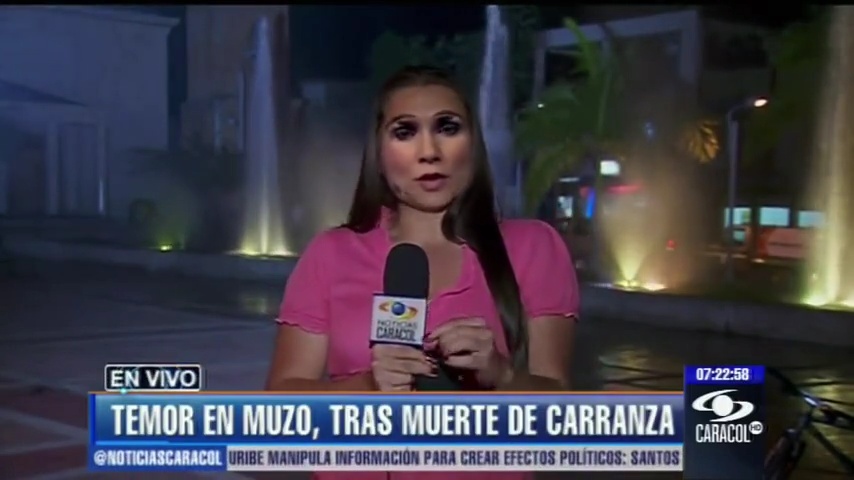 NOTICIAS
CARACOL
EN VIVO
07:22:58
TEMOR EN MUZO, TRAS MUERTE DE CARRANZA
CARACOL HD
@NOTICIASCARACOL URIBE MANIPULA INFORMACIÓN PARA CREAR EFECTOS POLÍTICOS: SANTOS